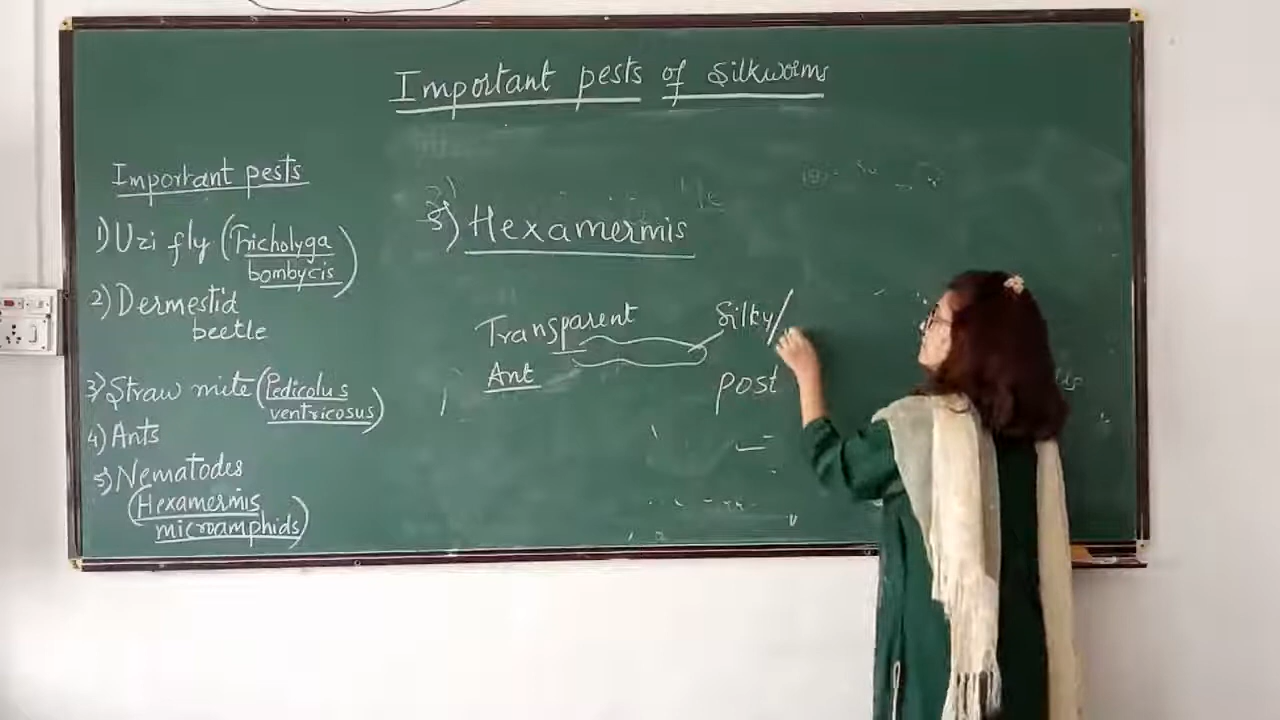 Important pests of Silkworms
Important pests
1) Uzi fly (Tricholyga
bombycis)
2) Dermestid
beetle
3) Straw mite (Pedicolus
ventricosus)
4) Ants
5) Nematodes
(Hexamermis
microamphids)
Hexamermis
Transparent
Ant
Silky/
post